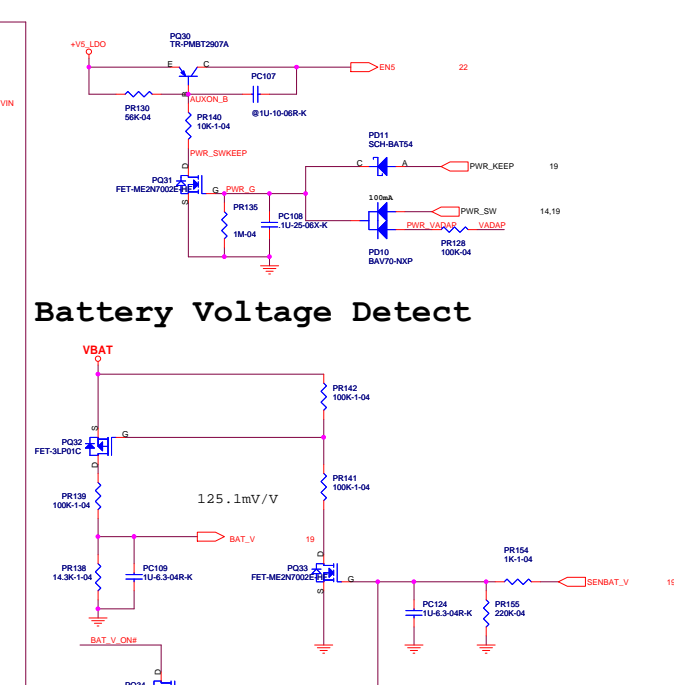 PQ30
TR-PMBT2907A
+V5_LDO
E
C
EN5
22
PC107
B
AUXON_B
@1U-10-06R-K
PR130
56K-04
PR140
10K-1-04
VIN
PWR_SWKEEP
PD11
SCH-BAT54
C
A
PWR_KEEP
19
D
PQ31
FET-ME2N7002E-HF
G
PWR_G
S
PR135
1M-04
PC108
.1U-25-06X-K
100mA
PWR_SW
14,19
PWR_VADAP
VADAP
PR128
100K-04
PD10
BAV70-NXP
Battery Voltage Detect
VBAT
PR142
100K-1-04
S
G
PQ32
FET-3LP01C
D
PR141
100K-1-04
PR139
100K-1-04
125.1mV/V
BAT_V
19
D
PR154
1K-1-04
PR138
14.3K-1-04
PC109
1U-6.3-04R-K
PQ33
FET-ME2N7002E-HF
G
SENBAT_V
19
S
PC124
1U-6.3-04R-K
PR155
220K-04
BAT_V_ON#
D
PQ34